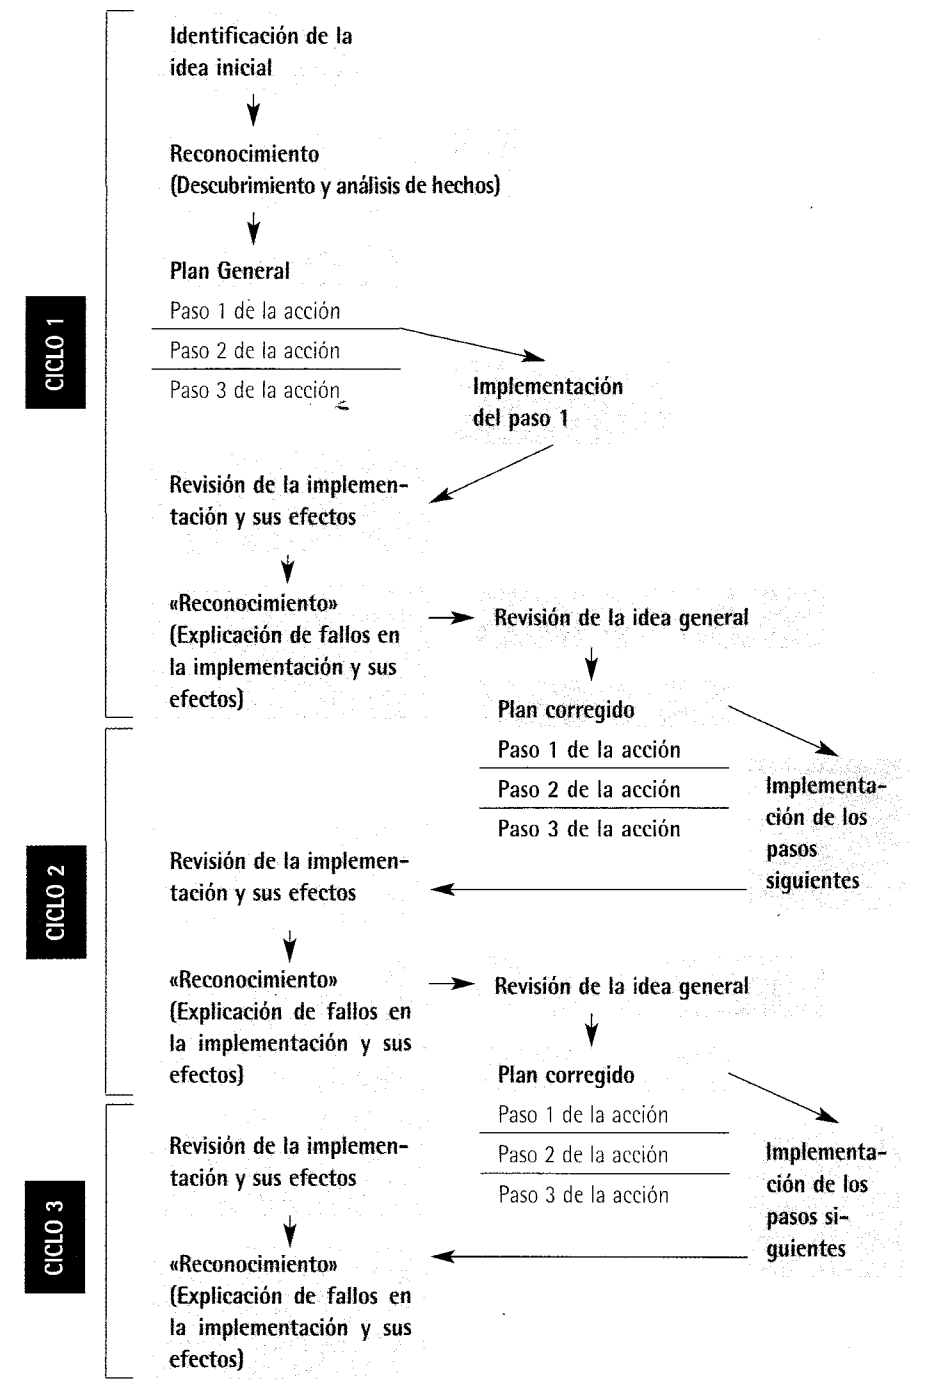 Identificación de la
idea inicial
Reconocimiento
(Descubrimiento y análisis de hechos)
Plan General
Paso 1 de la acción
Paso 2 de la acción
Paso 3 de la acción
CICLO 1
Implementación
del paso 1
Revisión de la implemen-
tación y sus efectos
«Reconocimiento»
(Explicación de fallos en
la implementación y sus
efectos)
Revisión de la idea general
Plan corregido
Paso 1 de la acción
Paso 2 de la acción
Paso 3 de la acción
Implementa-
ción de los
pasos
siguientes
CICLO 2
Revisión de la implemen-
tación y sus efectos
«Reconocimiento»
(Explicación de fallos en
la implementación y sus
efectos)
Revisión de la idea general
Plan corregido
Paso 1 de la acción
Paso 2 de la acción
Paso 3 de la acción
Implementa-
ción de los
pasos si-
guientes
CICLO 3
Revisión de la implemen-
tación y sus efectos
«Reconocimiento»
(Explicación de fallos en
la implementación y sus
efectos)